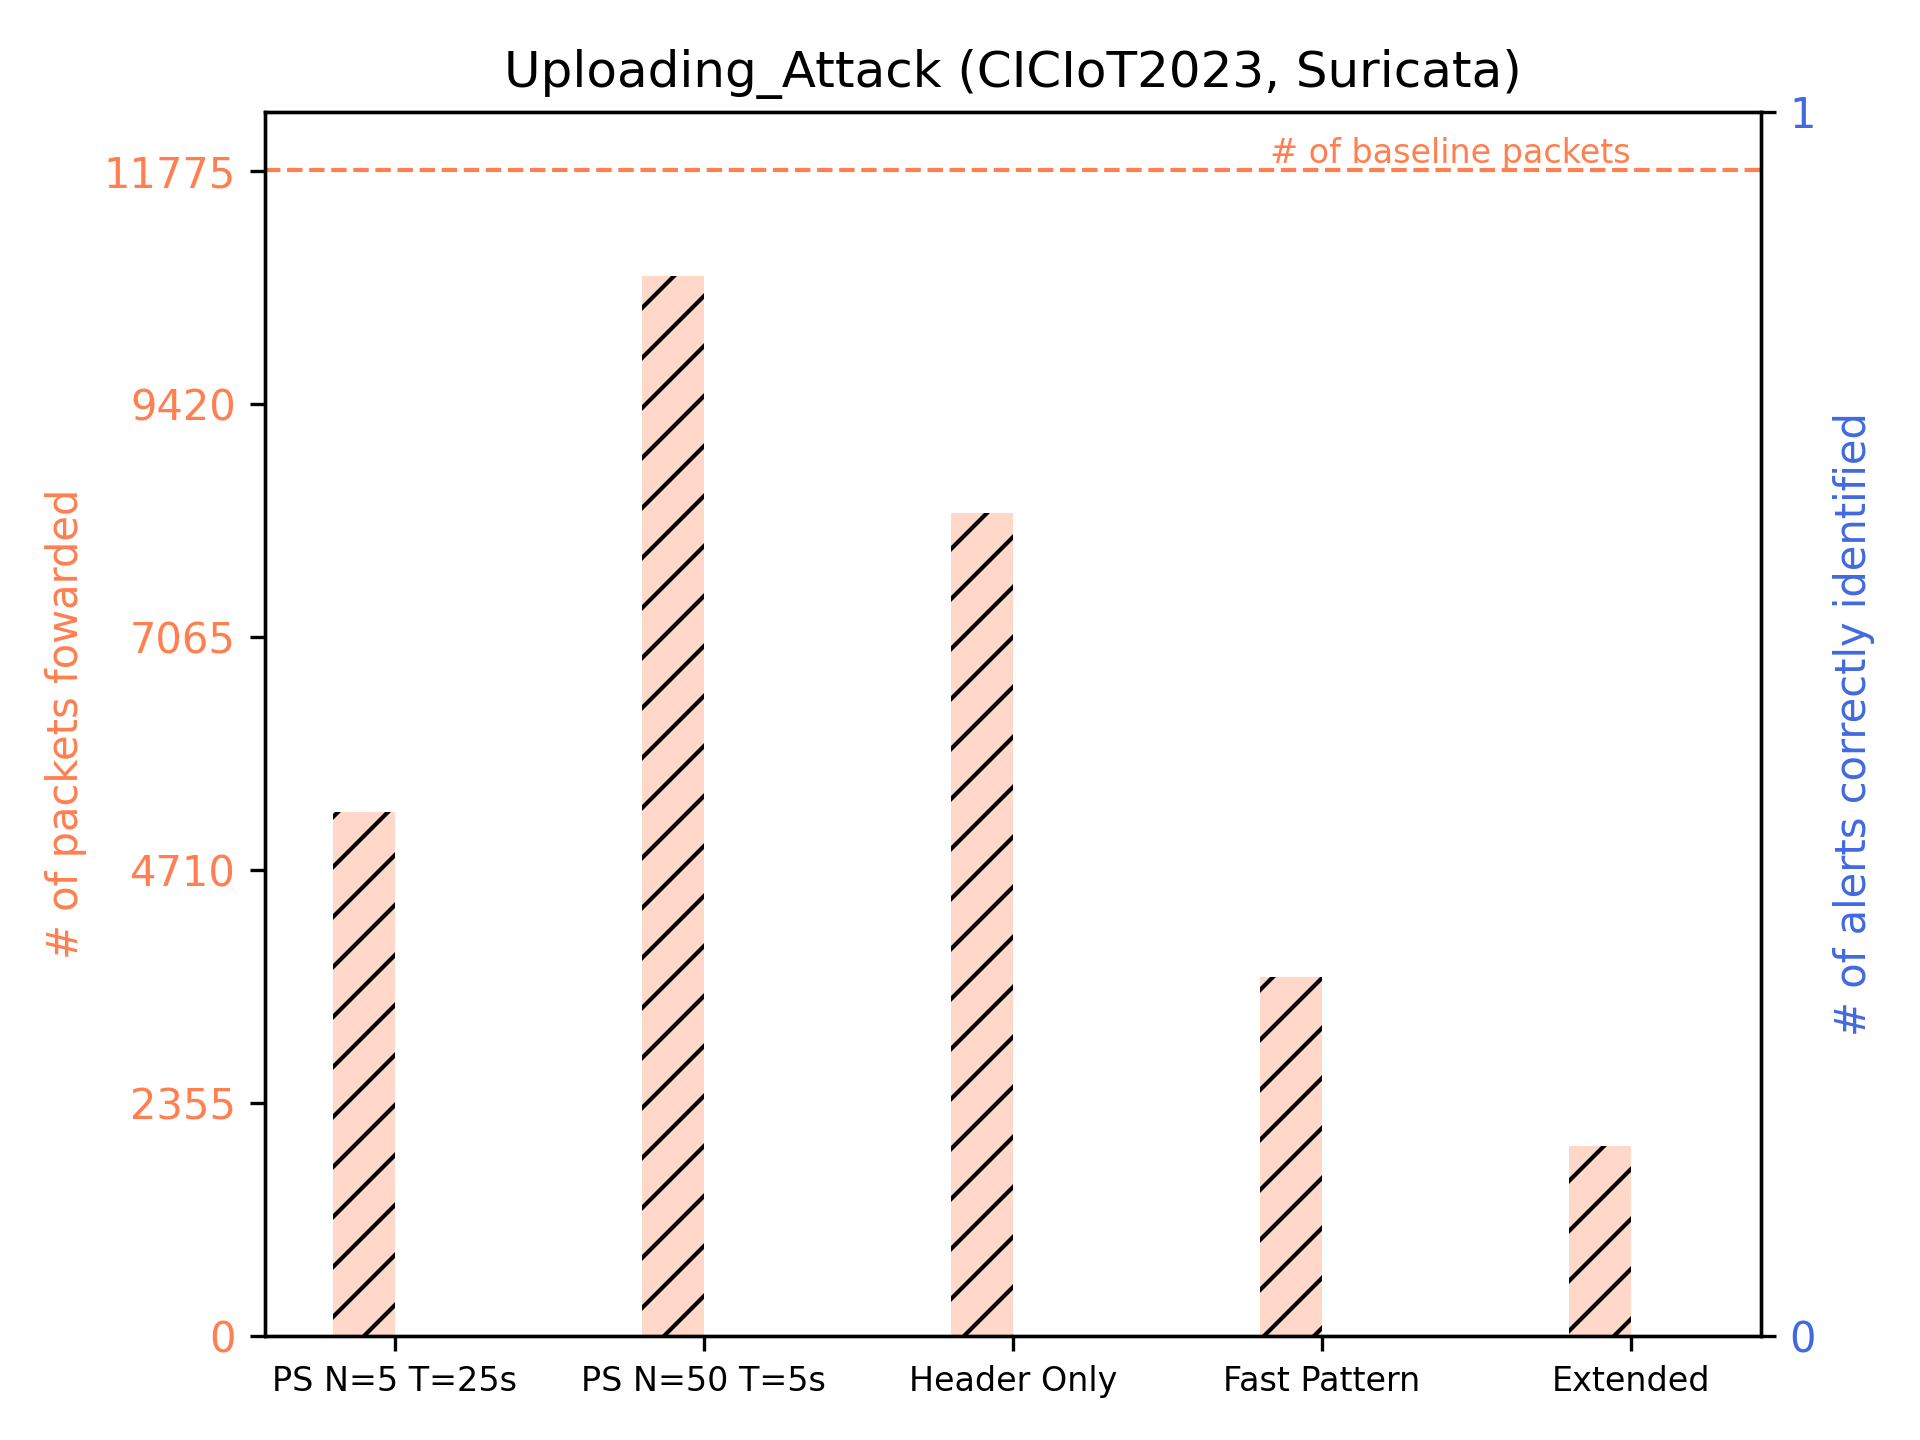 Uploading_Attack (CICIoT2023, Suricata)
# of baseline packets
11775
9420
7065
4710
2355
0
# of packets fowarded
1
0
# of alerts correctly identified
PS N=5 T=25s
PS N=50 T=5s
Header Only
Fast Pattern
Extended